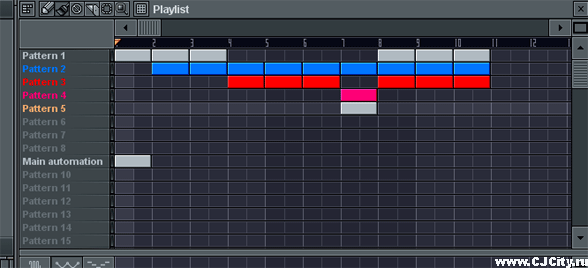 Playlist
2 3 4 5 6 7 8 9 10 11 12 13
Pattern 1
Pattern 2
Pattern 3
Pattern 4
Pattern 5
Pattern 6
Pattern 7
Pattern 8
Main automation
Pattern 10
Pattern 11
Pattern 12
Pattern 13
Pattern 14
Pattern 15
www.CJCity.ru